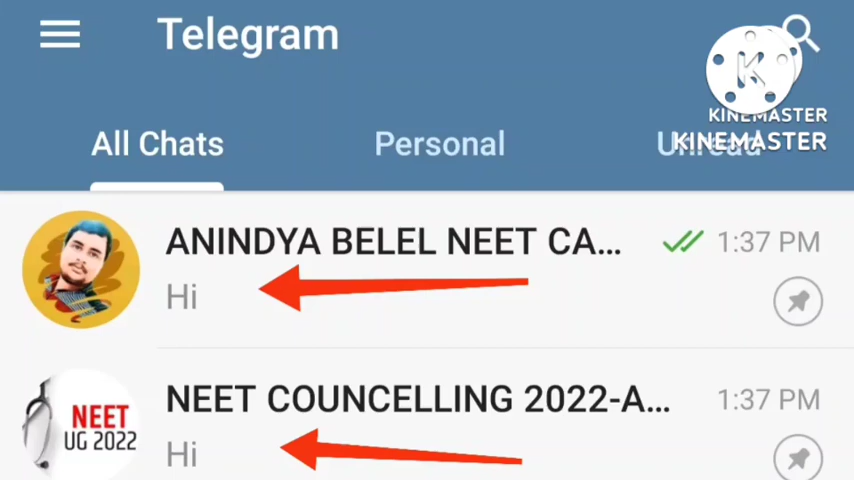 Telegram
KINEMASTER
All Chats Personal Unread KINEMASTER
ANINDYA BELEL NEET CA... 1:37 PM
Hi
NEET COUNCELLING 2022-A... 1:37 PM
NEET
UG 2022
Hi